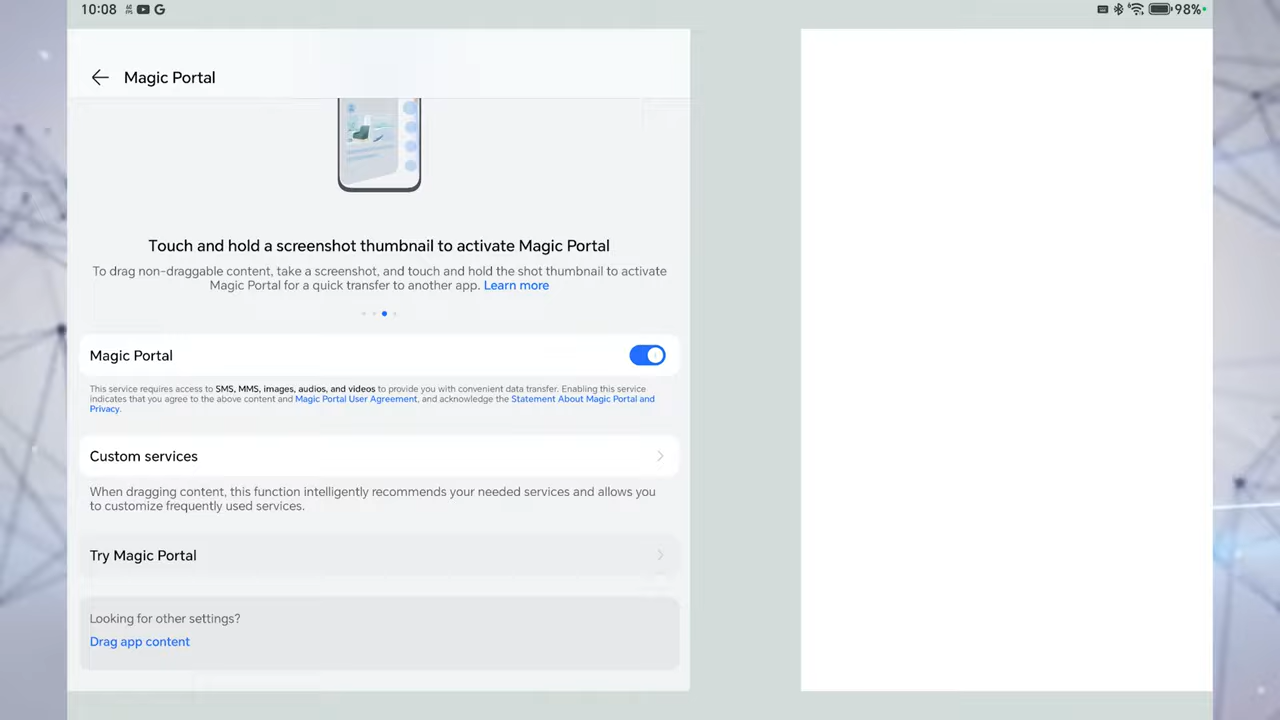 10:08
98%
Magic Portal
Touch and hold a screenshot thumbnail to activate Magic Portal
To drag non-draggable content, take a screenshot, and touch and hold the shot thumbnail to activate
Magic Portal for a quick transfer to another app. Learn more
Magic Portal
This service requires access to SMS, MMS, images, audios, and videos to provide you with convenient data transfer. Enabling this service
indicates that you agree to the above content and Magic Portal User Agreement, and acknowledge the Statement About Magic Portal and
Privacy.
Custom services
When dragging content, this function intelligently recommends your needed services and allows you
to customize frequently used services.
Try Magic Portal
Looking for other settings?
Drag app content